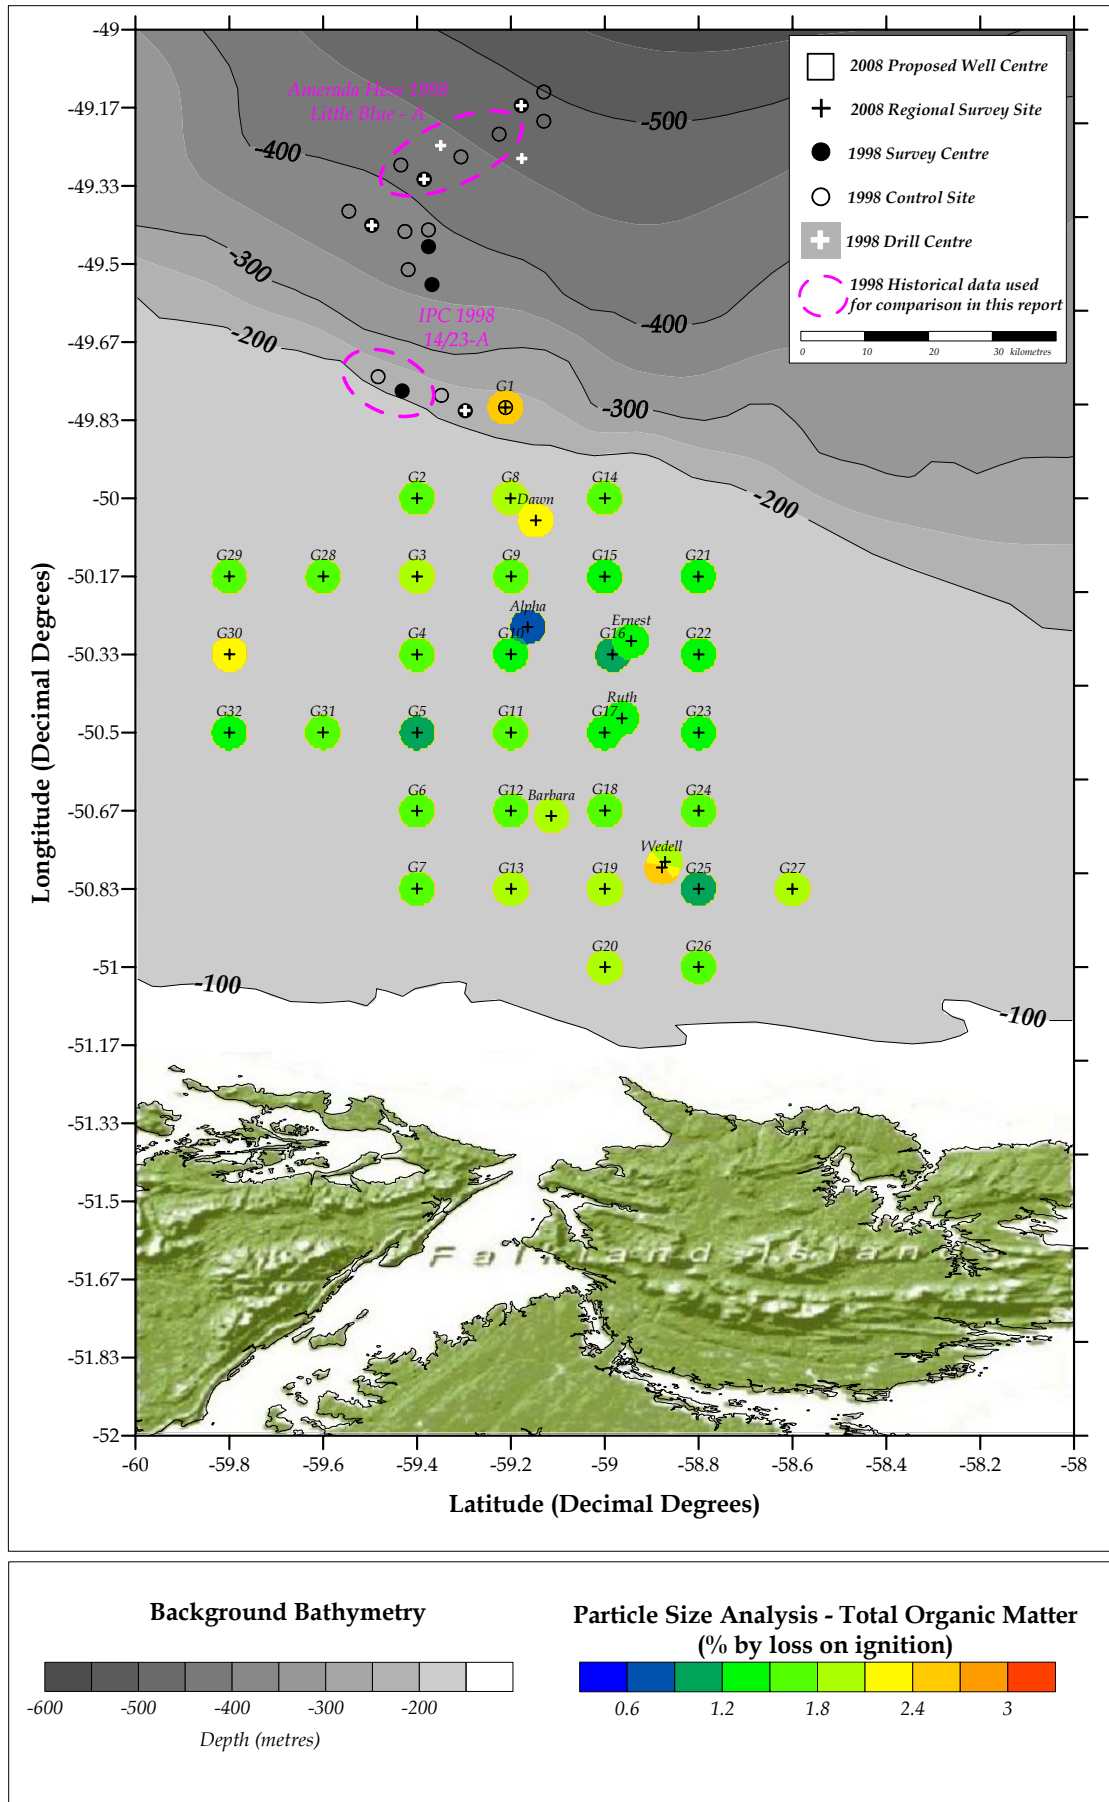 -49
-49.17
-49.33
-49.5
-49.67
-49.83
-50
-50.17
-50.33
-50.5
-50.67
-50.83
-51
-51.17
-51.33
-51.5
-51.67
-51.83
-52
Longtitude (Decimal Degrees)
Amerada Hess 1998
Little Blue - A
-500
-400
-300
IPC 1998
14/23-A
-400
-200
-300
-200
2008 Proposed Well Centre
2008 Regional Survey Site
1998 Survey Centre
1998 Control Site
1998 Drill Centre
1998 Historical data used
for comparison in this report
0 10 20 30 kilometres
G1
G2 G8 G14
Dawn
G29 G28 G3 G9 G15 G21
Alpha
Ernest
G30 G4 G10 G16 G22
Ruth
G32 G31 G5 G11 G17 G23
G6 G12 Barbara G18 G24
Wedell
G7 G13 G19 G25 G27
G20 G26
-100
-100
Falkland Islan
-60 -59.8 -59.6 -59.4 -59.2 -59 -58.8 -58.6 -58.4 -58.2 -58
Latitude (Decimal Degrees)
Background Bathymetry
-600 -500 -400 -300 -200
Depth (metres)
Particle Size Analysis - Total Organic Matter
(% by loss on ignition)
0.6 1.2 1.8 2.4 3